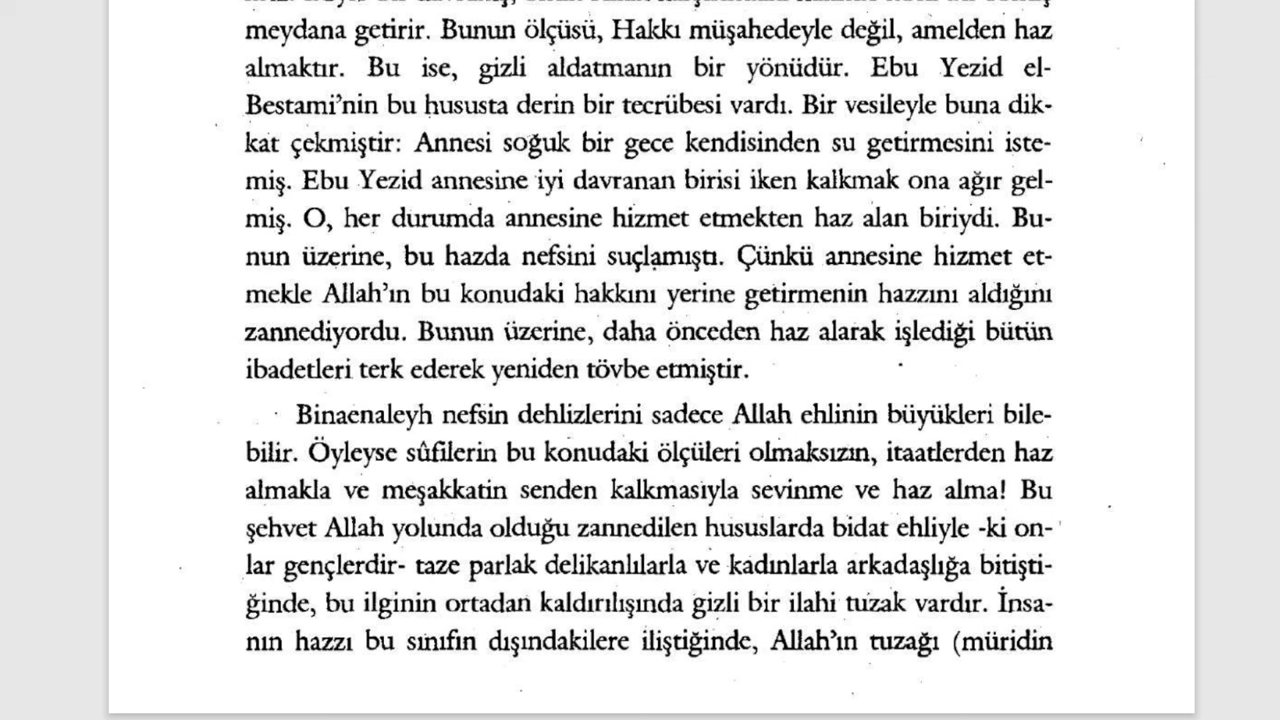 meydana getirir. Bunun ölçüsü, Hakkı müşahedeyle değil, amelden haz
almaktır. Bu ise, gizli aldatmanın bir yönüdür. Ebu Yezid el-
Bestami’nin bu hususta derin bir tecrübesi vardı. Bir vesileyle buna dik-
kat çekmiştir: Annesi soğuk bir gece kendisinden su getirmesini iste-
miş. Ebu Yezid annesine iyi davranan birisi iken kalkmak ona ağır gel-
miş. O, her durumda annesine hizmet etmekten haz alan biriydi. Bu-
nun üzerine, bu hazda nefsini suçlamıştı. Çünkü annesine hizmet et-
mekle Allah’ın bu konudaki hakkını yerine getirmenin hazzını aldığını
zannediyordu. Bunun üzerine, daha önceden haz alarak işlediği bütün
ibadetleri terk ederek yeniden tövbe etmiştir.
Binaenaleyh nefsin dehlizlerini sadece Allah ehlinin büyükleri bile-
bilir. Öyleyse sûfilerin bu konudaki ölçüleri olmaksızın, itaatlerden haz
almakla ve meşakkatin senden kalkmasıyla sevinme ve haz alma! Bu
şehvet Allah yolunda olduğu zannedilen hususlarda bidat ehliyle -ki on-
lar gençlerdir- taze parlak delikanlılarla ve kadınlarla arkadaşlığa bitişti-
ğinde, bu ilginin ortadan kaldırılışında gizli bir ilahi tuzak vardır. İnsa-
nın hazzı bu sınıfın dışındakilere iliştiğinde, Allah’ın tuzağı (müridin